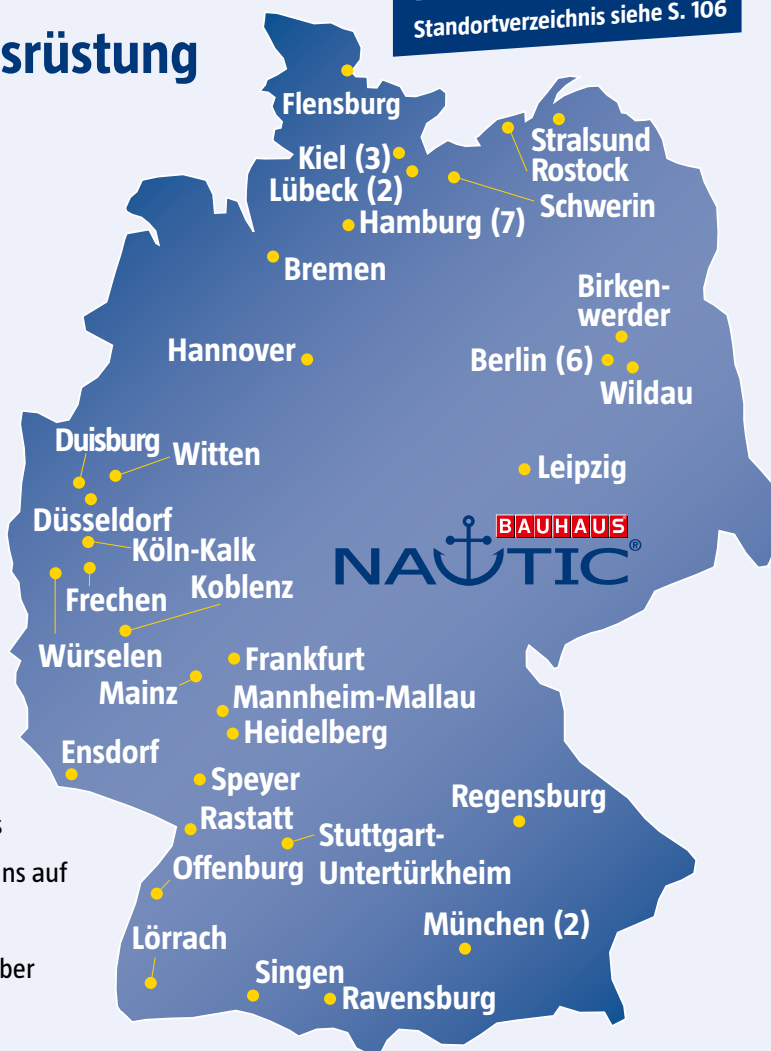 Standortverzeichnis siehe S. 106
srüstung
Flensburg
Stralsund
Rostock
Kiel (3)
Lübeck (2)
Schwerin
Hamburg (7)
Bremen
Birken-
werder
Hannover
Berlin (6)
Wildau
Duisburg
Witten
Leipzig
Düsseldorf
BAUHAUS
NAUTIC®
Köln-Kalk
Koblenz
Frechen
Würselen
Frankfurt
Mainz
Mannheim-Mallau
Heidelberg
Ensdorf
Speyer
Regensburg
Rastatt
Stuttgart-
Untertürkheim
s
Offenburg
ns auf
München (2)
Lörrach
ber
Singen
Ravensburg